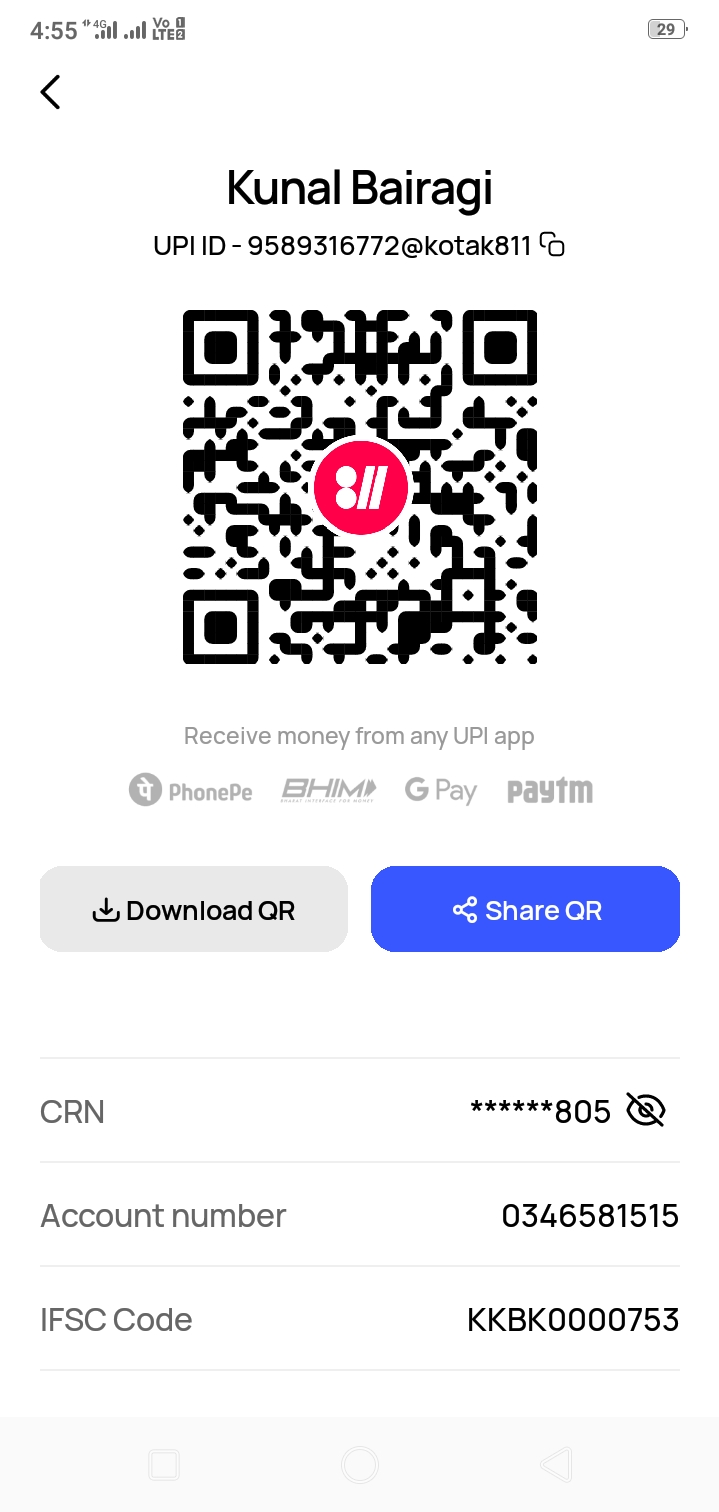 4:55 4G Vo LTE 1 2 29
Kunal Bairagi
UPI ID - 9589316772@kotak811
811
Receive money from any UPI app
PhonePe BHIM G Pay paytm
BHARAT INTERFACE FOR MONEY
Download QR Share QR
CRN ******805
Account number 0346581515
IFSC Code KKBK0000753